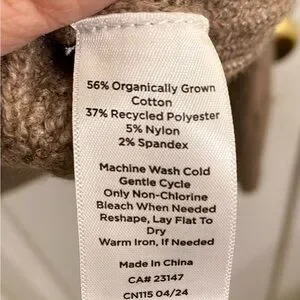 56% Organically Grown
Cotton
37% Recycled Polyester
5% Nylon
2% Spandex
Machine Wash Cold
Gentle Cycle
Only Non-Chlorine
Bleach When Needed
Reshape, Lay Flat To
Dry
Warm Iron, If Needed
Made in China
CA# 23147
CN115 04/24